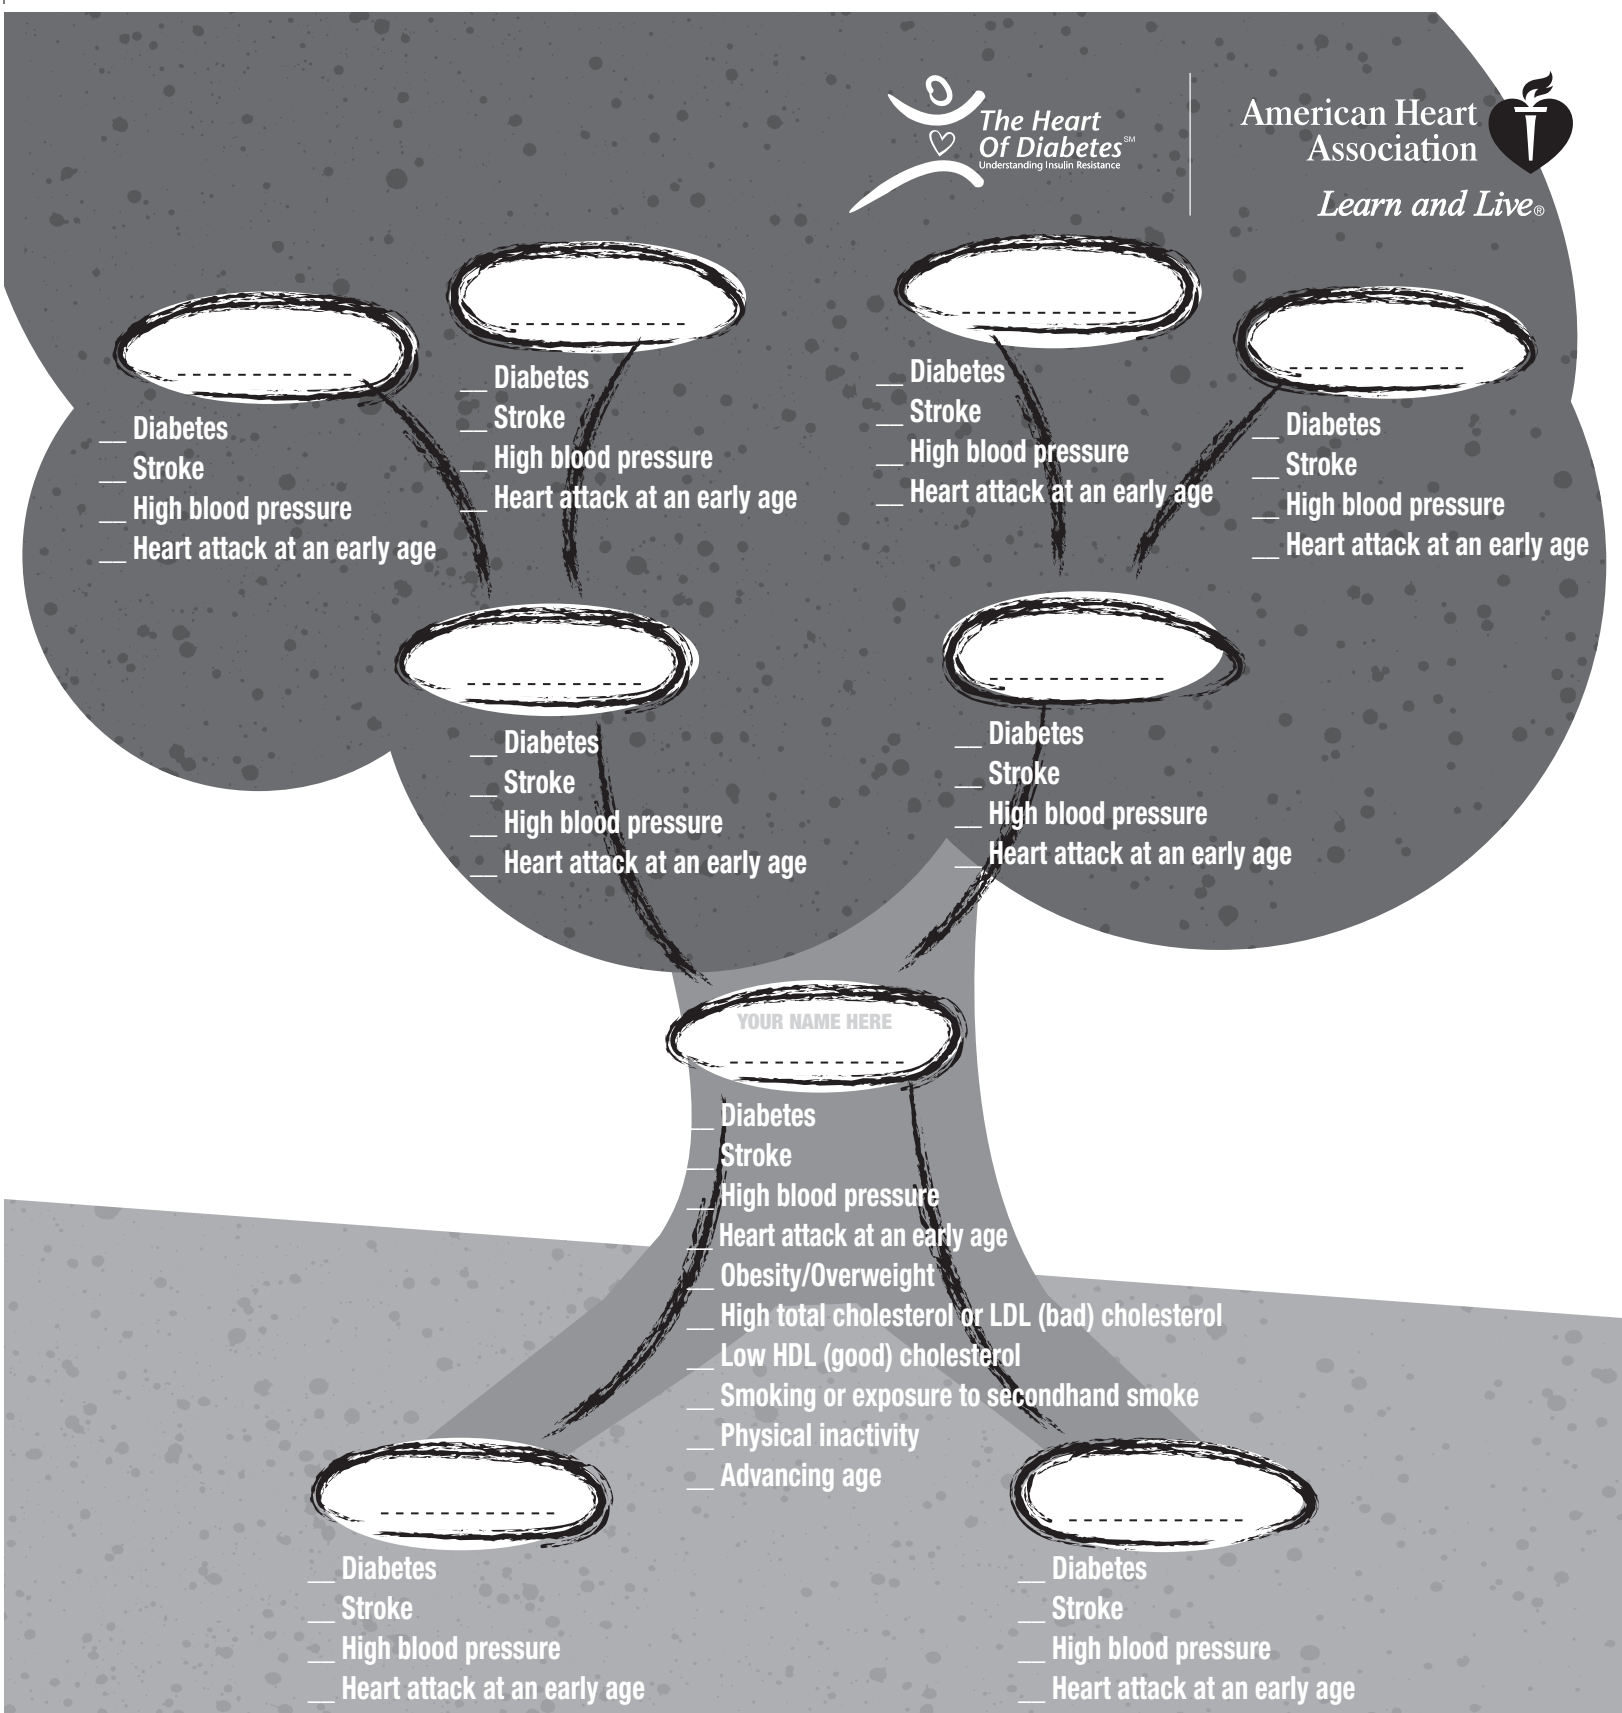 The Heart
Of Diabetes℠
Understanding Insulin Resistance
American Heart
Association
Learn and Live®
__ Diabetes
__ Stroke
__ High blood pressure
__ Heart attack at an early age
__ Diabetes
__ Stroke
__ High blood pressure
__ Heart attack at an early age
__ Diabetes
__ Stroke
__ High blood pressure
__ Heart attack at an early age
__ Diabetes
__ Stroke
__ High blood pressure
__ Heart attack at an early age
__ Diabetes
__ Stroke
__ High blood pressure
__ Heart attack at an early age
__ Diabetes
__ Stroke
__ High blood pressure
__ Heart attack at an early age
YOUR NAME HERE
__ Diabetes
__ Stroke
__ High blood pressure
__ Heart attack at an early age
__ Obesity/Overweight
__ High total cholesterol or LDL (bad) cholesterol
__ Low HDL (good) cholesterol
__ Smoking or exposure to secondhand smoke
__ Physical inactivity
__ Advancing age
__ Diabetes
__ Stroke
__ High blood pressure
__ Heart attack at an early age
__ Diabetes
__ Stroke
__ High blood pressure
__ Heart attack at an early age